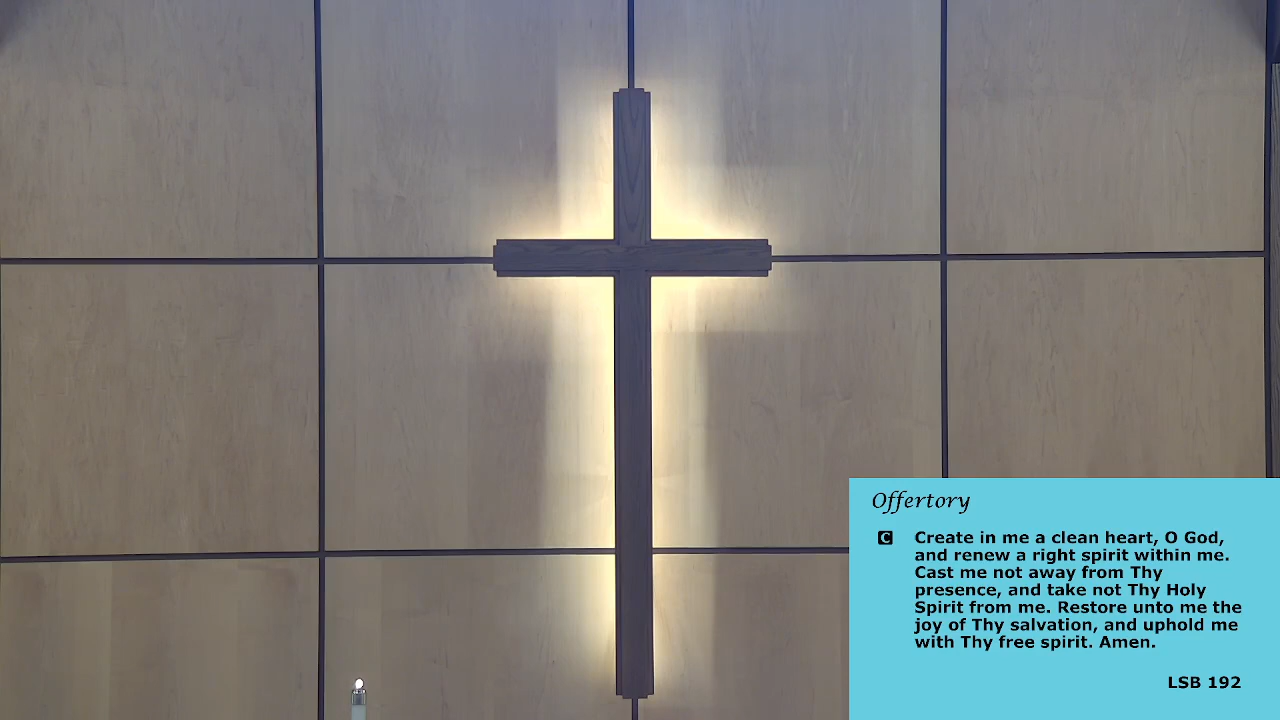 Offertory
C Create in me a clean heart, O God,
and renew a right spirit within me.
Cast me not away from Thy
presence, and take not Thy Holy
Spirit from me. Restore unto me the
joy of Thy salvation, and uphold me
with Thy free spirit. Amen.
LSB 192